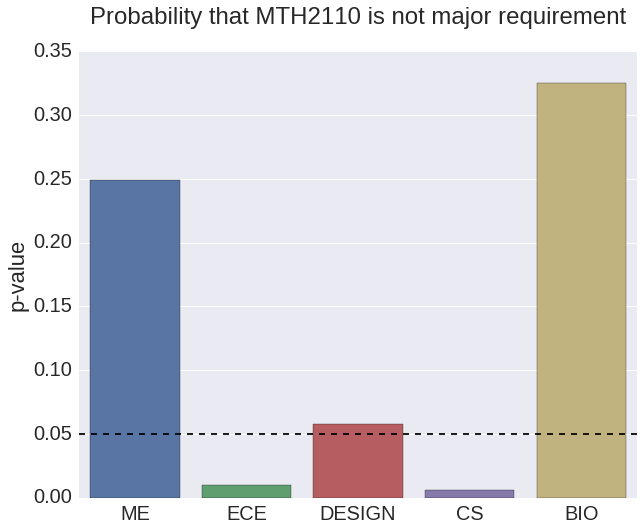 Probability that MTH2110 is not major requirement
0.35
0.30
0.25
0.20
0.15
0.10
0.05
0.00
p-value
ME ECE DESIGN CS BIO